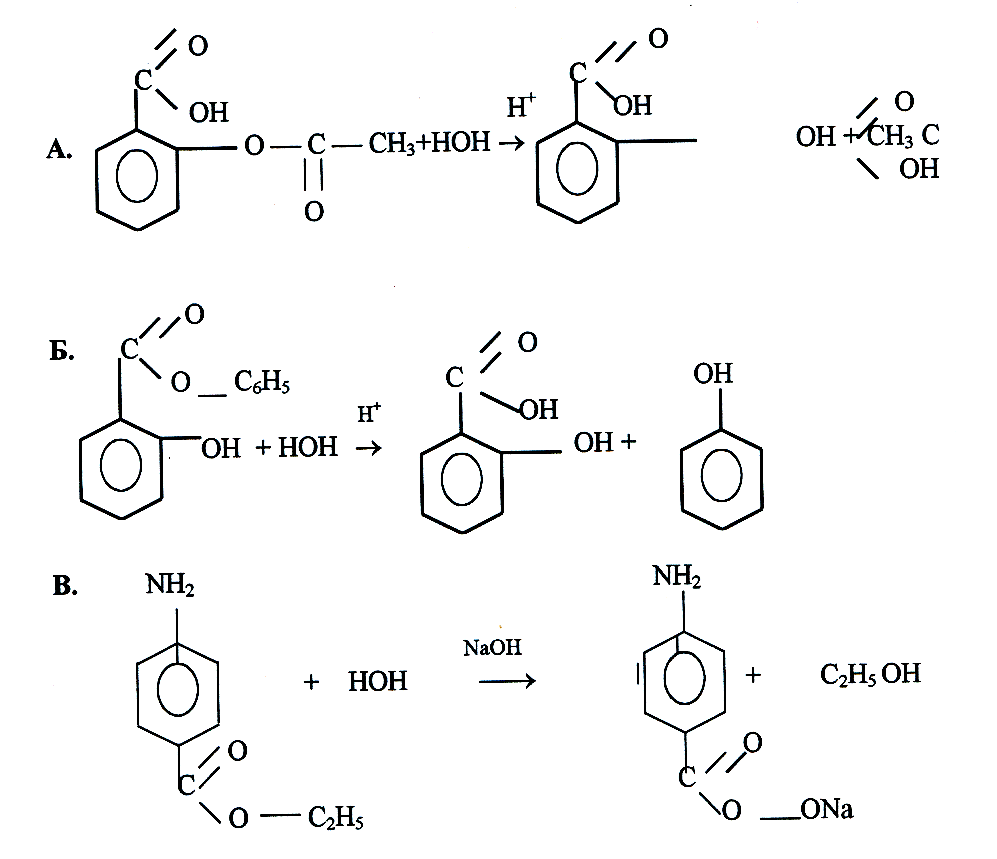 O O
C C
OH H⁺ OH O
А. O — C — CH₃+HOH → OH + CH₃ C
O OH
O
Б. C O
O — C₆H₅ C OH
H⁺ OH
OH + HOH → OH +
В. NH₂ NH₂
NaOH
+ HOH → + C₂H₅ OH
O O
C C
O — C₂H₅ O — ONa